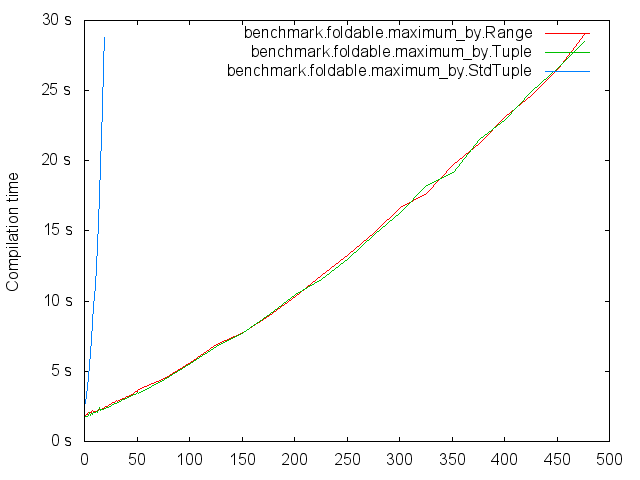 30 s
25 s
20 s
15 s
10 s
5 s
0 s
Compilation time
benchmark.foldable.maximum_by.Range
benchmark.foldable.maximum_by.Tuple
benchmark.foldable.maximum_by.StdTuple
0 50 100 150 200 250 300 350 400 450 500